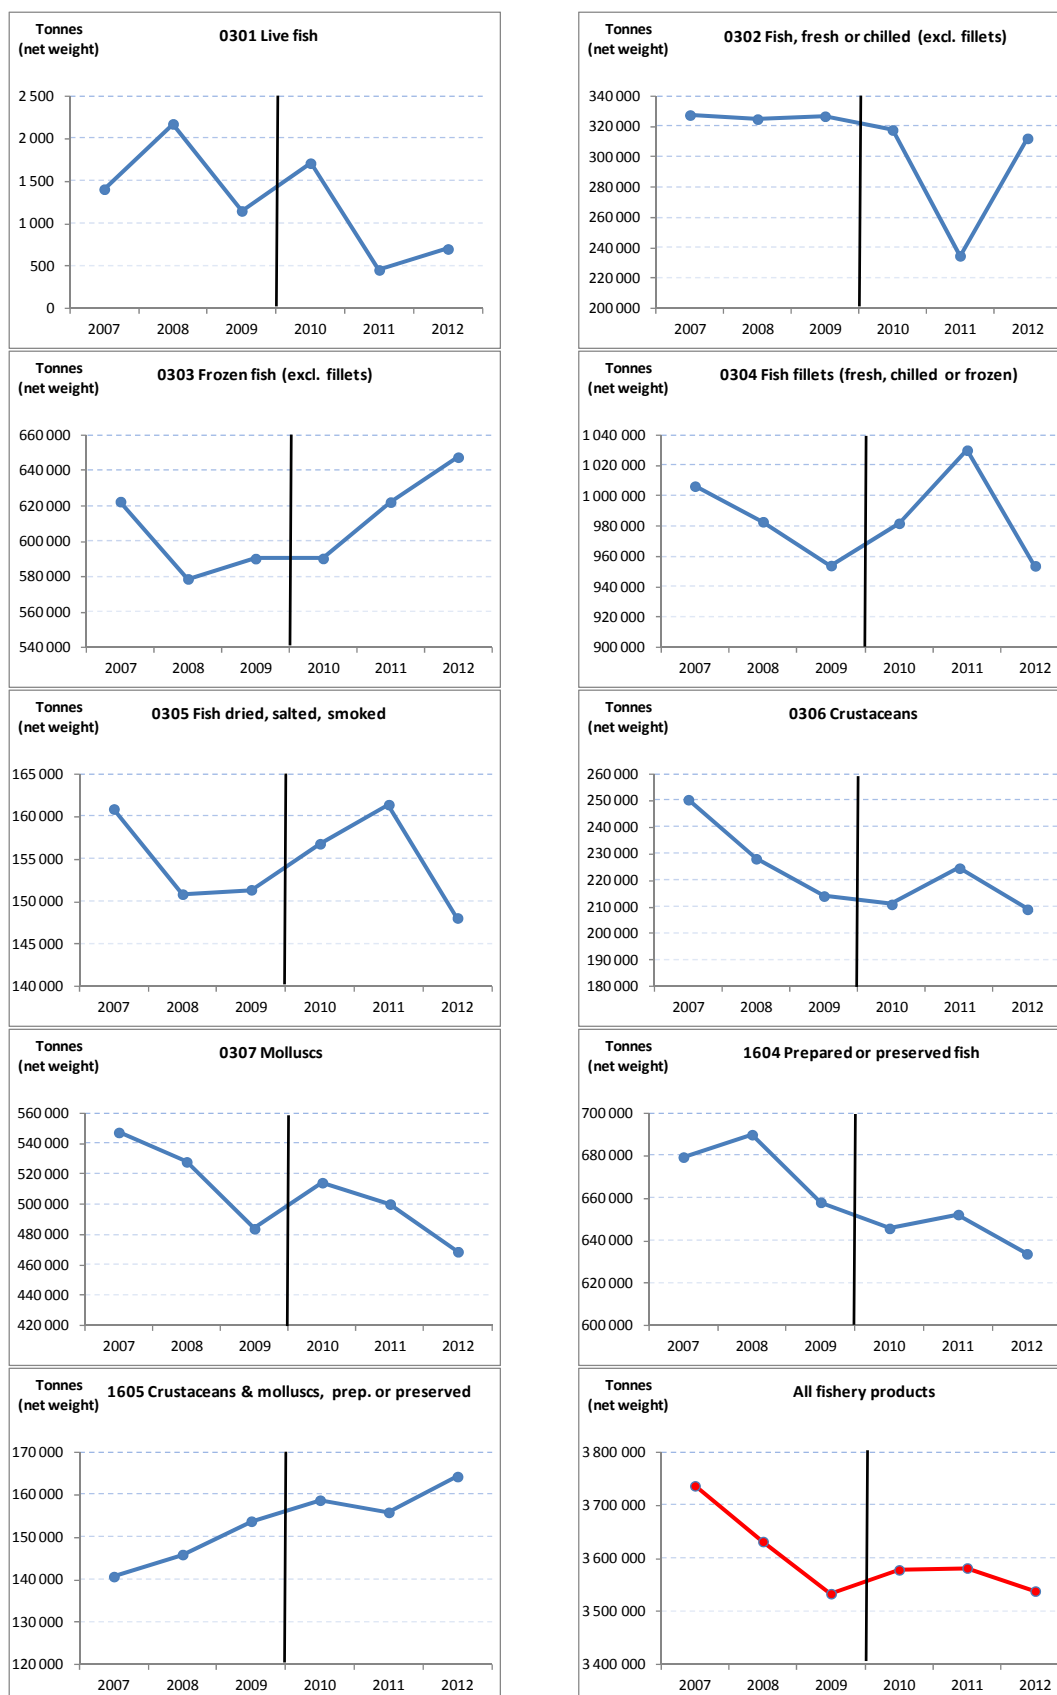 Tonnes
(net weight)
0301 Live fish
2 500
2 000
1 500
1 000
500
0
2007 2008 2009 2010 2011 2012
Tonnes
(net weight)
0302 Fish, fresh or chilled (excl. fillets)
340 000
320 000
300 000
280 000
260 000
240 000
220 000
200 000
2007 2008 2009 2010 2011 2012
Tonnes
(net weight)
0303 Frozen fish (excl. fillets)
660 000
640 000
620 000
600 000
580 000
560 000
540 000
2007 2008 2009 2010 2011 2012
Tonnes
(net weight)
0304 Fish fillets (fresh, chilled or frozen)
1 040 000
1 020 000
1 000 000
980 000
960 000
940 000
920 000
900 000
2007 2008 2009 2010 2011 2012
Tonnes
(net weight)
0305 Fish dried, salted, smoked
165 000
160 000
155 000
150 000
145 000
140 000
2007 2008 2009 2010 2011 2012
Tonnes
(net weight)
0306 Crustaceans
260 000
250 000
240 000
230 000
220 000
210 000
200 000
190 000
180 000
2007 2008 2009 2010 2011 2012
Tonnes
(net weight)
0307 Molluscs
560 000
540 000
520 000
500 000
480 000
460 000
440 000
420 000
2007 2008 2009 2010 2011 2012
Tonnes
(net weight)
1604 Prepared or preserved fish
700 000
680 000
660 000
640 000
620 000
600 000
2007 2008 2009 2010 2011 2012
Tonnes
(net weight)
1605 Crustaceans & molluscs, prep. or preserved
170 000
160 000
150 000
140 000
130 000
120 000
2007 2008 2009 2010 2011 2012
Tonnes
(net weight)
All fishery products
3 800 000
3 700 000
3 600 000
3 500 000
3 400 000
2007 2008 2009 2010 2011 2012